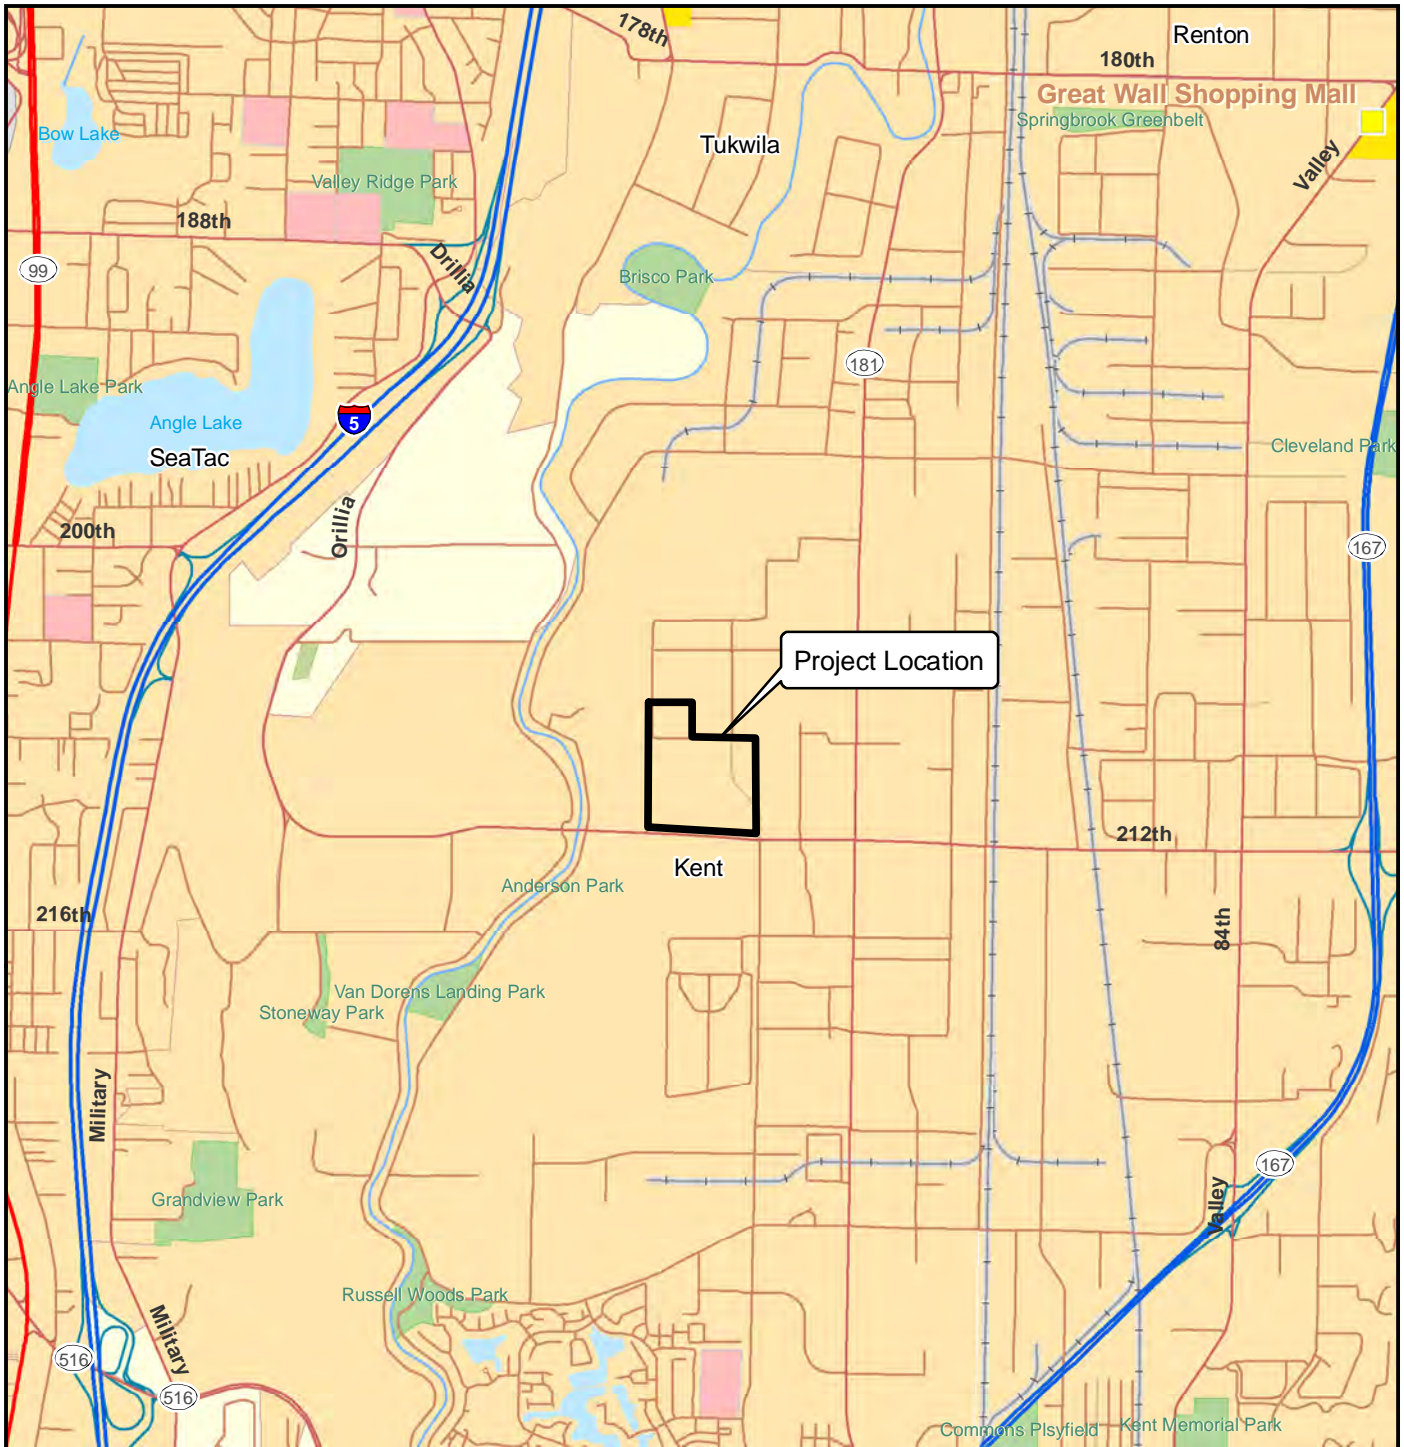 178th
Renton
180th
Great Wall Shopping Mall
Springbrook Greenbelt
Bow Lake
Tukwila
Valley
Valley Ridge Park
188th
Drillia
99
Brisco Park
181
Angle Lake Park
Angle Lake
5
SeaTac
Cleveland Park
Orillia
200th
167
Project Location
212th
Kent
Anderson Park
216th
84th
Van Dorens Landing Park
Stoneway Park
Military
167
Grandview Park
Valley
Russell Woods Park
Military
516
516
Commons Plsyfield
Kent Memorial Park